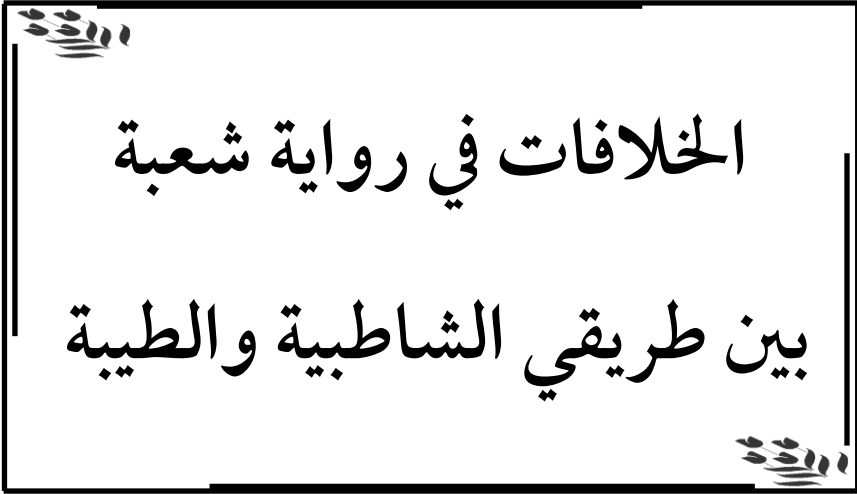 الخلافات في رواية شعبة
بين طريقي الشاطبية والطيبة